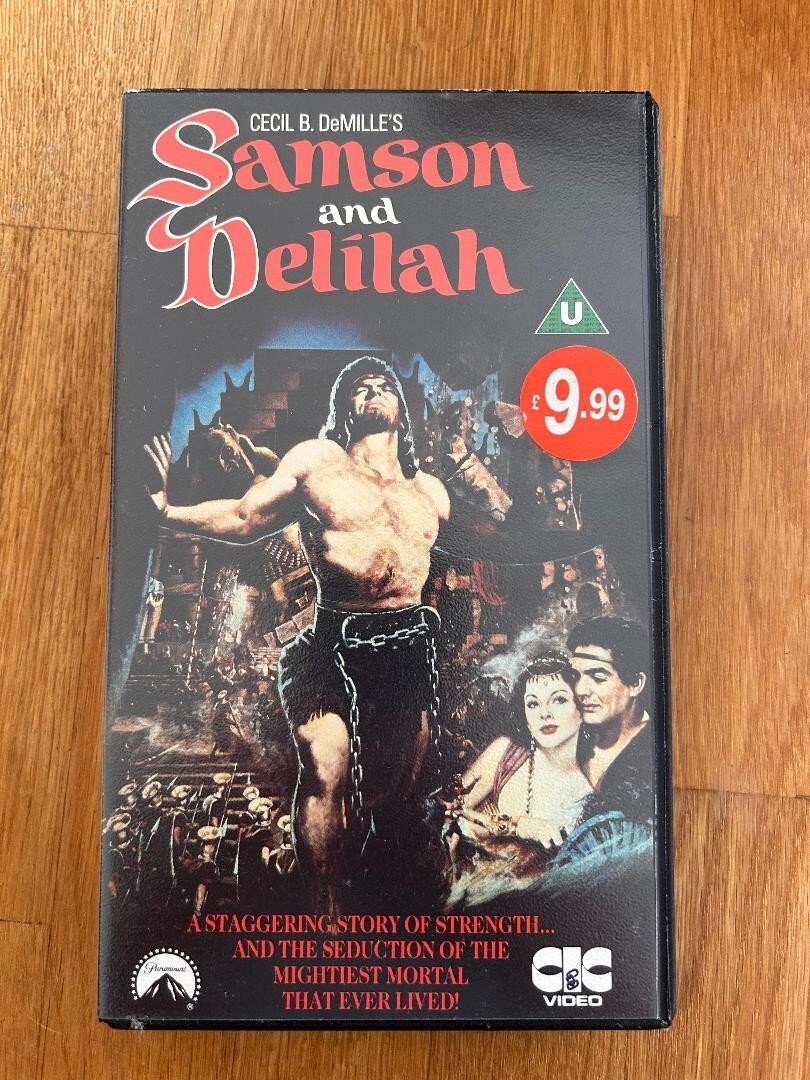 CECIL B. DeMILLE'S
Samson
and
Delilah
U
£9.99
A STAGGERING STORY OF STRENGTH...
AND THE SEDUCTION OF THE
MIGHTIEST MORTAL
THAT EVER LIVED!
Paramount
®
CIC
VIDEO